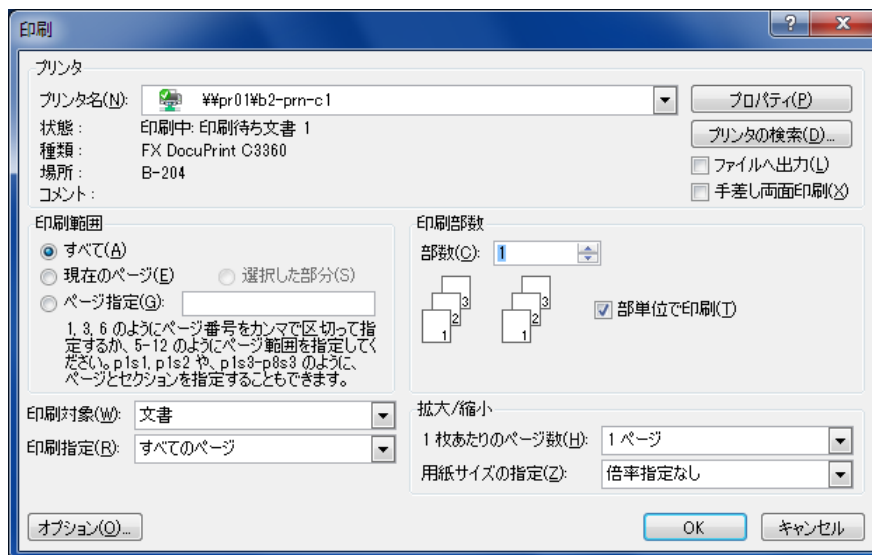 印刷
プリンタ
プリンタ名(N): ¥¥pr01¥b2-prn-c1
プロパティ(P)
状態: 印刷中: 印刷待ち文書 1
プリンタの検索(D)...
種類: FX DocuPrint C3360
場所: B-204
コメント:
ファイルへ出力(L)
手差し両面印刷(X)
印刷範囲
すべて(A)
現在のページ(E) 選択した部分(S)
ページ指定(G):
1, 3, 6 のようにページ番号をカンマで区切って指
定するか、5-12 のようにページ範囲を指定してく
ださい。p1s1, p1s2 や、p1s3-p8s3 のように、
ページとセクションを指定することもできます。
印刷部数
部数(C): 1
1 2 3 1 2 3
部単位で印刷(T)
印刷対象(W): 文書
印刷指定(R): すべてのページ
拡大/縮小
1 枚あたりのページ数(H): 1 ページ
用紙サイズの指定(Z): 倍率指定なし
オプション(O)...
OK
キャンセル